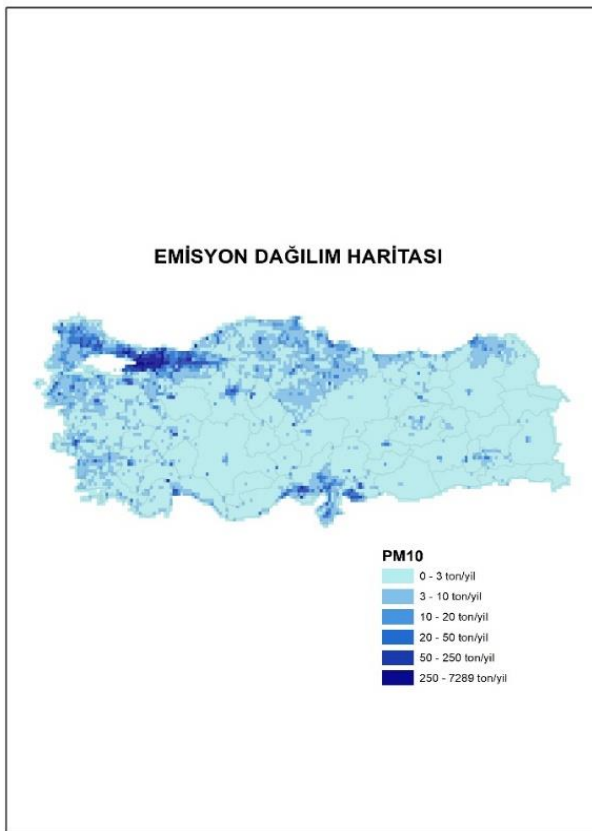 EMİSYON DAĞILIM HARİTASI
PM10
0 - 3 ton/yil
3 - 10 ton/yil
10 - 20 ton/yil
20 - 50 ton/yil
50 - 250 ton/yil
250 - 7289 ton/yil